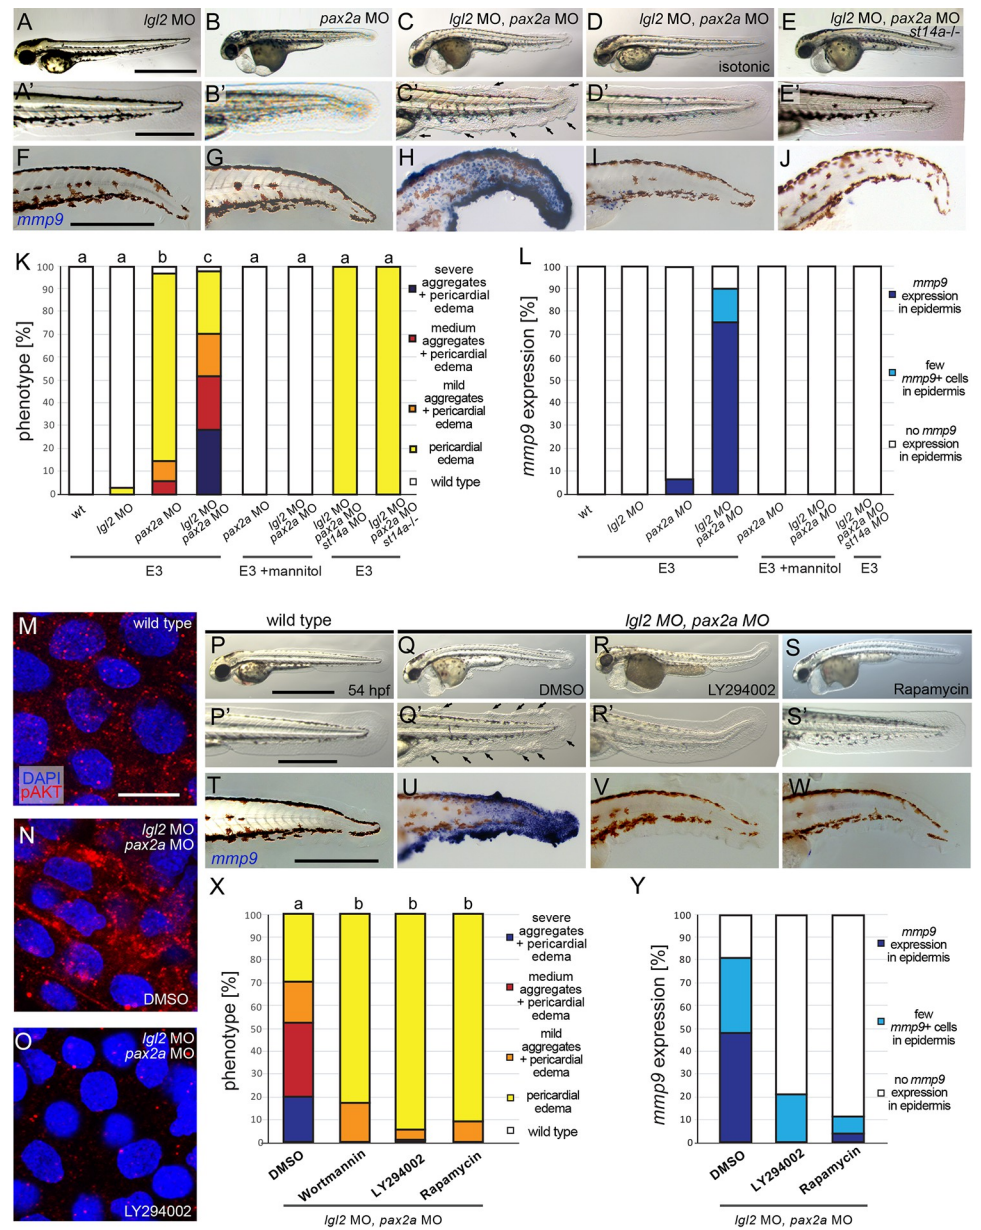 A lgl2 MO
B pax2a MO
C lgl2 MO, pax2a MO
D lgl2 MO, pax2a MO
isotonic
E lgl2 MO, pax2a MO
st14a-/-
A' B' C' D' E'
F G H I J
mmp9
K
phenotype [%]
100
90
80
70
60
50
40
30
20
10
0
a a b c a a a a
severe
aggregates
+ pericardial
edema
medium
aggregates
+ pericardial
edema
mild
aggregates
+ pericardial
edema
pericardial
edema
wild type
wt
lgl2 MO
pax2a MO
lgl2 MO
pax2a MO
pax2a MO
lgl2 MO
pax2a MO
lgl2 MO
pax2a MO
st14a MO
lgl2 MO
pax2a MO
st14a-/-
E3
E3 +mannitol
E3
L
mmp9 expression [%]
100
90
80
70
60
50
40
30
20
10
0
mmp9
expression
in epidermis
few
mmp9+ cells
in epidermis
no mmp9
expression
in epidermis
wt
lgl2 MO
pax2a MO
lgl2 MO
pax2a MO
pax2a MO
lgl2 MO
pax2a MO
lgl2 MO
pax2a MO
st14a MO
E3
E3 +mannitol
E3
M wild type
DAPI
pAKT
N lgl2 MO
pax2a MO
DMSO
O lgl2 MO
pax2a MO
LY294002
wild type
lgl2 MO, pax2a MO
P 54 hpf
Q DMSO
R LY294002
S Rapamycin
P' Q' R' S'
T U V W
mmp9
X
phenotype [%]
100
90
80
70
60
50
40
30
20
10
0
a b b b
severe
aggregates
+ pericardial
edema
medium
aggregates
+ pericardial
edema
mild
aggregates
+ pericardial
edema
pericardial
edema
wild type
DMSO
Wortmannin
LY294002
Rapamycin
lgl2 MO, pax2a MO
Y
mmp9 expression [%]
100
90
80
70
60
50
40
30
20
10
0
mmp9
expression
in epidermis
few
mmp9+ cells
in epidermis
no mmp9
expression
in epidermis
DMSO
LY294002
Rapamycin
lgl2 MO, pax2a MO